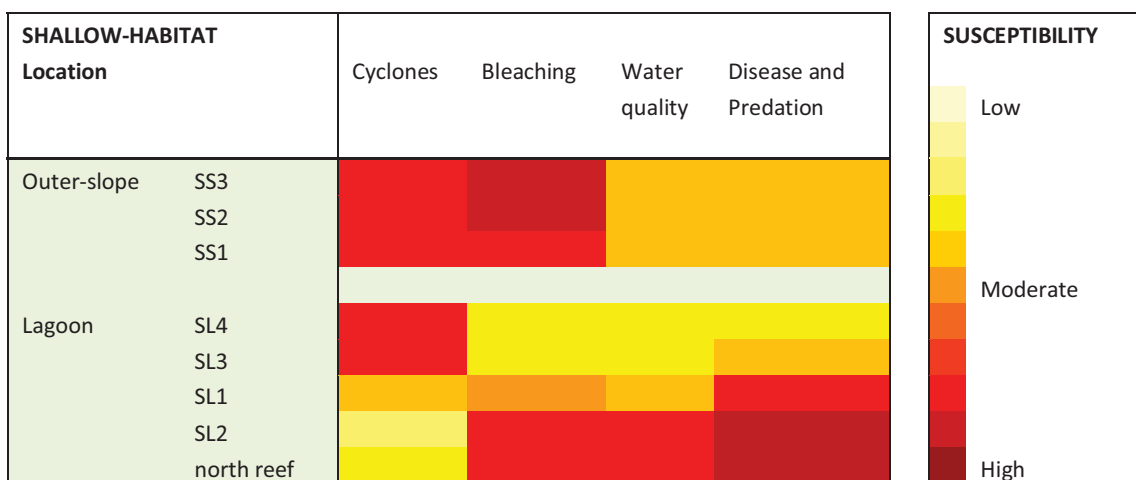 SHALLOW-HABITAT SUSCEPTIBILITY
Location Cyclones Bleaching Water Disease and
quality Predation
Low
Outer-slope SS3
SS2
SS1
Moderate
Lagoon SL4
SL3
SL1
SL2
north reef High